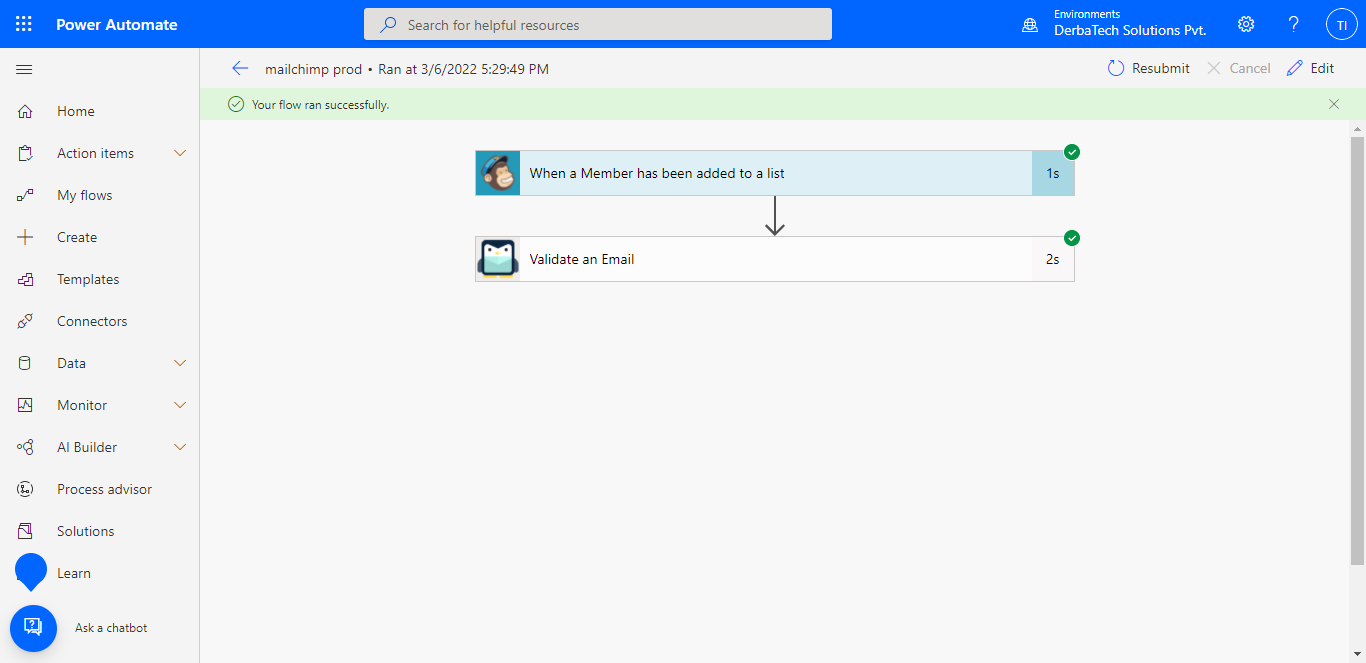 Power Automate
Search for helpful resources
Environments
DerbaTech Solutions Pvt.
?
TI
mailchimp prod • Ran at 3/6/2022 5:29:49 PM
Resubmit
Cancel
Edit
Your flow ran successfully.
Home
Action items
My flows
Create
Templates
Connectors
Data
Monitor
AI Builder
Process advisor
Solutions
Learn
Ask a chatbot
When a Member has been added to a list
1s
Validate an Email
2s